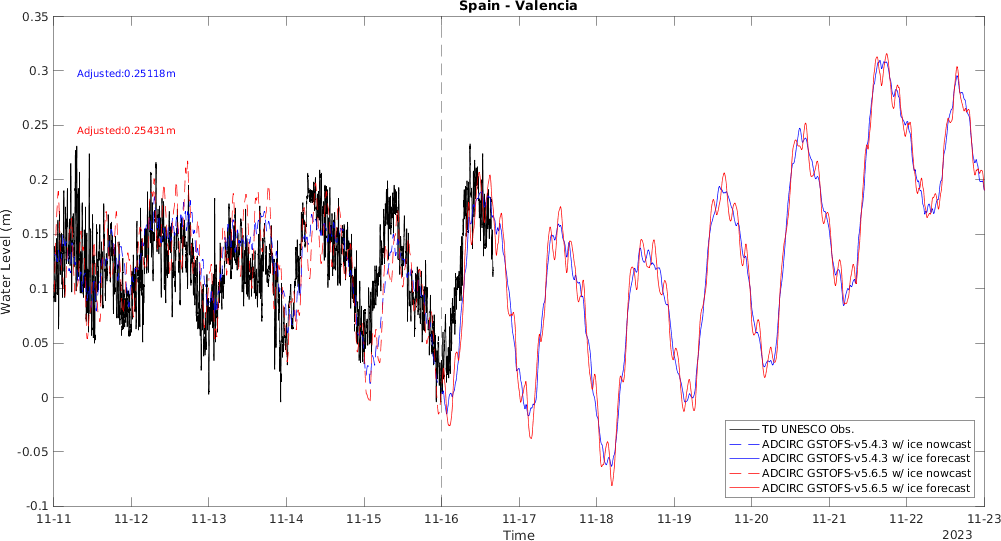 Spain - Valencia
0.35
0.3
0.25
0.2
0.15
0.1
0.05
0
-0.05
-0.1
Water Level (m)
Adjusted:0.25118m
Adjusted:0.25431m
TD UNESCO Obs.
ADCIRC GSTOFS-v5.4.3 w/ ice nowcast
ADCIRC GSTOFS-v5.4.3 w/ ice forecast
ADCIRC GSTOFS-v5.6.5 w/ ice nowcast
ADCIRC GSTOFS-v5.6.5 w/ ice forecast
11-11 11-12 11-13 11-14 11-15 11-16 11-17 11-18 11-19 11-20 11-21 11-22 11-23
Time
2023